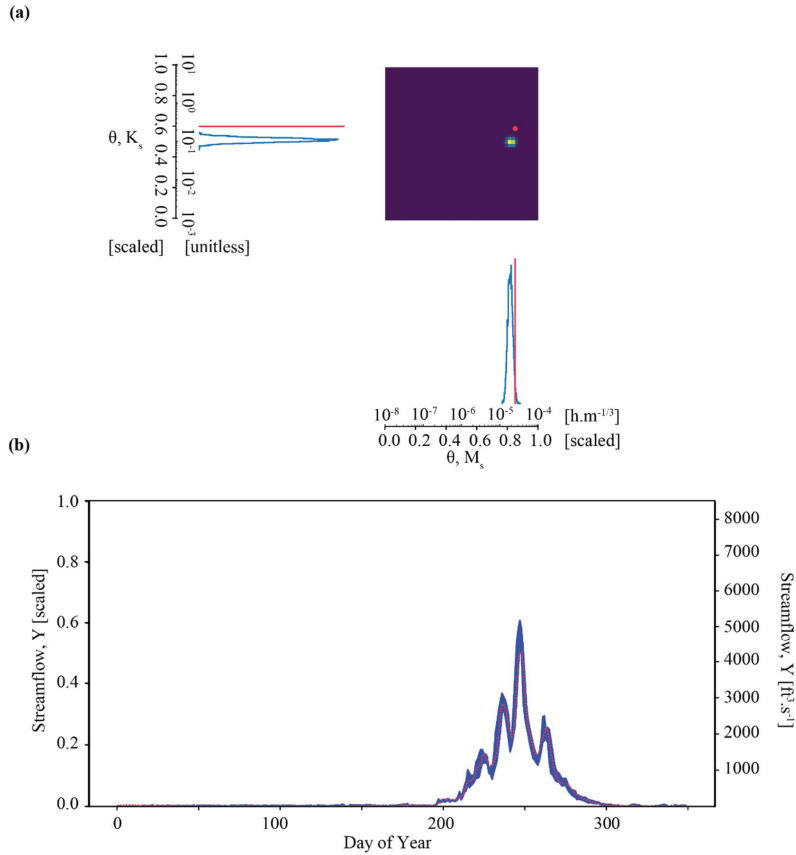 (a)
1.0
0.8
0.6
0.4
0.2
0.0
10¹
10⁰
10⁻¹
10⁻²
10⁻³
θ, Kₛ
[scaled] [unitless]
10⁻⁸ 10⁻⁷ 10⁻⁶ 10⁻⁵ 10⁻⁴ [h.m⁻¹/³]
0.0 0.2 0.4 0.6 0.8 1.0 [scaled]
θ, Mₛ
(b)
Streamflow, Y [scaled]
1.0
0.8
0.6
0.4
0.2
0.0
8000
7000
6000
5000
4000
3000
2000
1000
Streamflow, Y [ft³.s⁻¹]
0 100 200 300
Day of Year